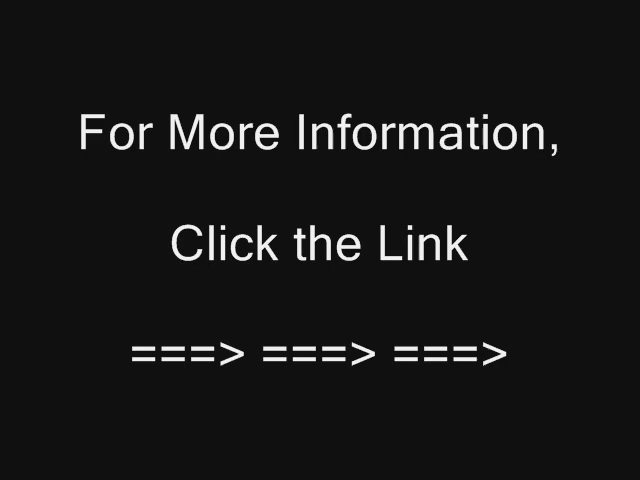 For More Information,
Click the Link
===> ===> ===>